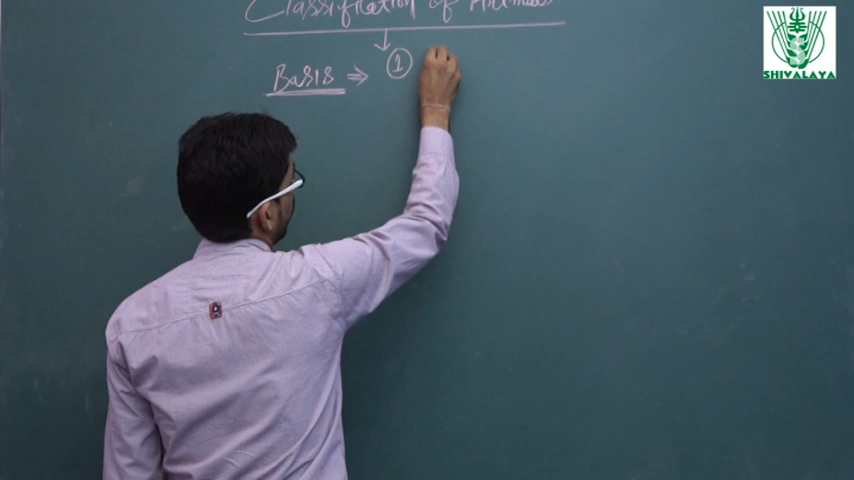 Classification of Animals
Basis ⇒ ①
SHIVALAYA